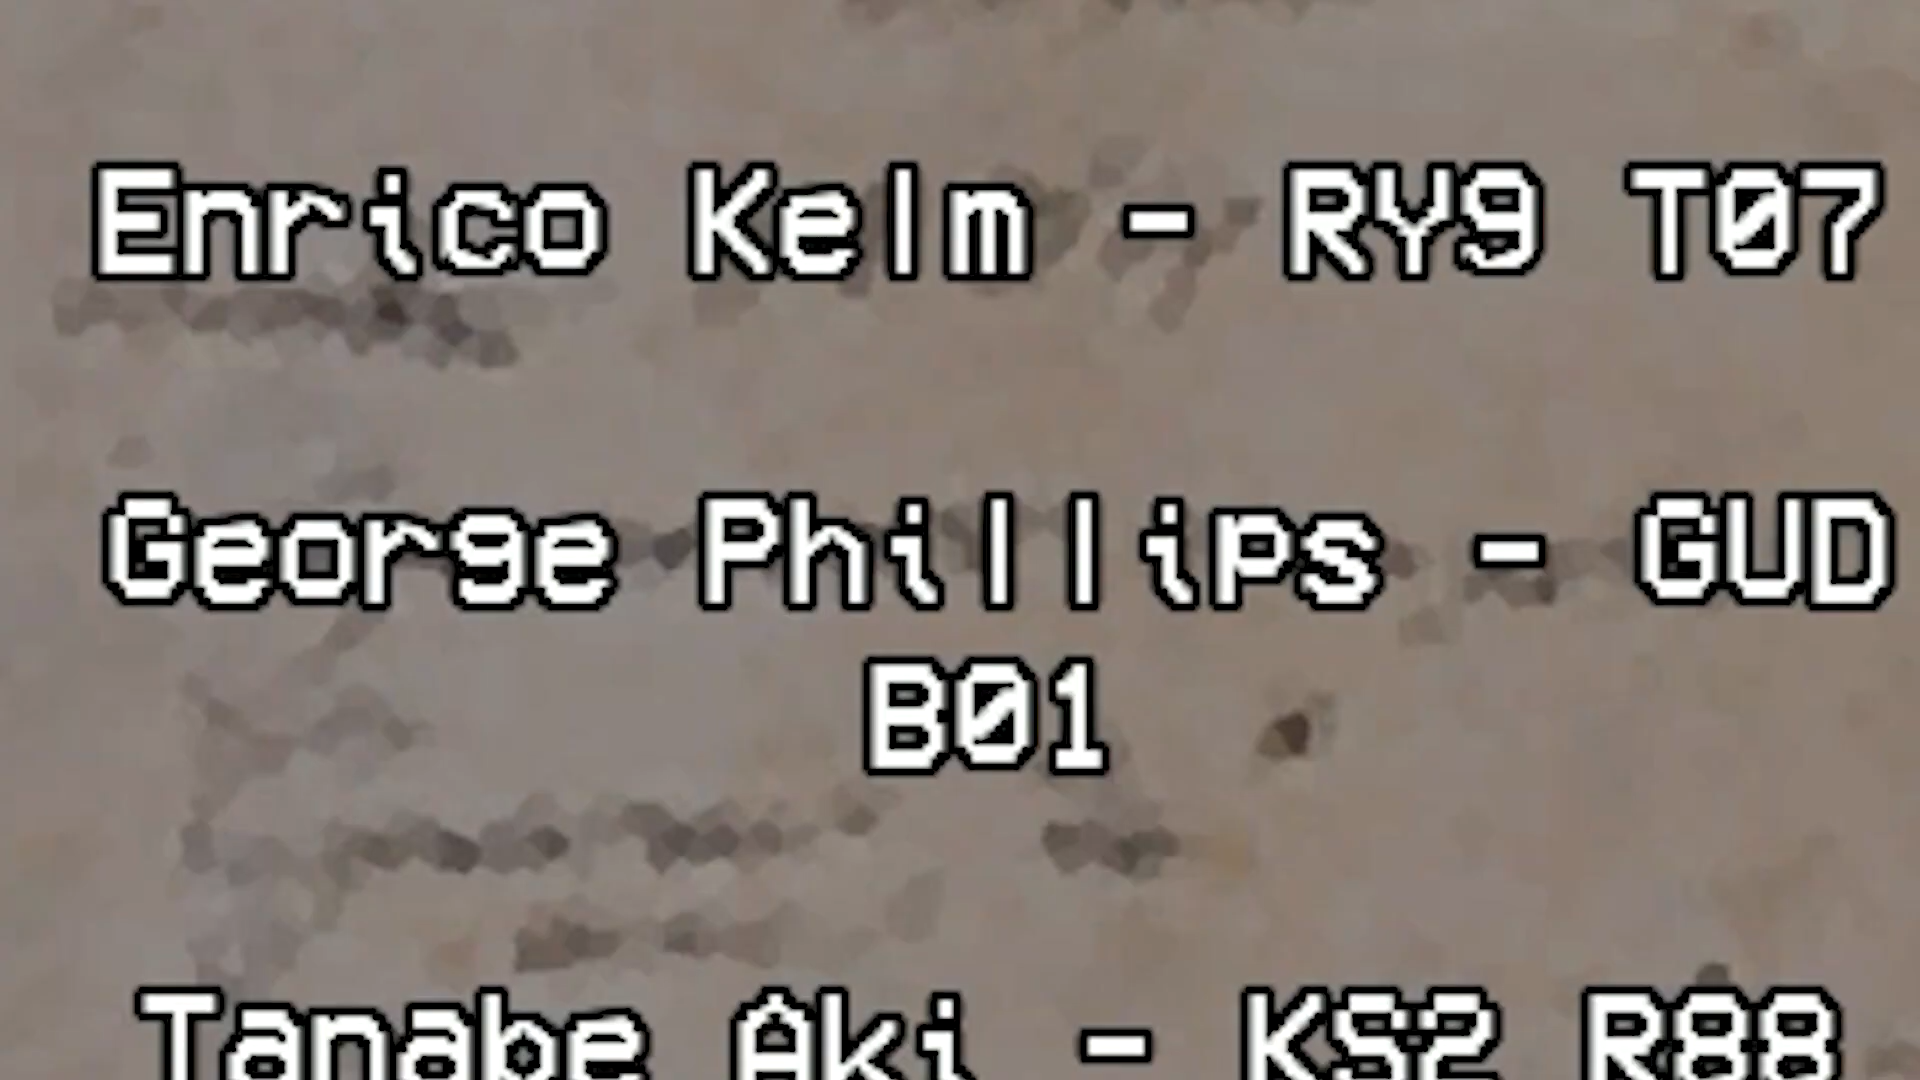 Enrico Kelm - RY9 T07
George Phillips - GUD
B01
Tanabe Aki - KS2 R88